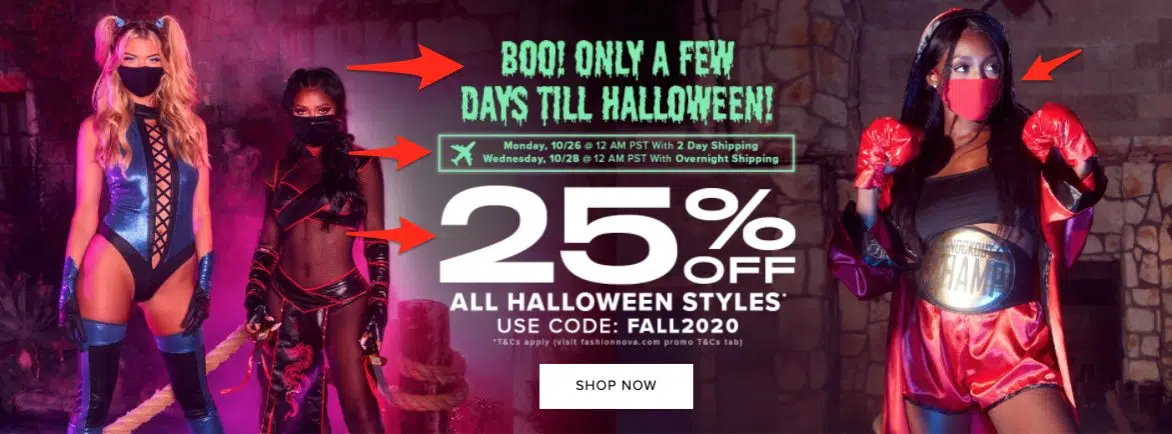 BOO! ONLY A FEW
DAYS TILL HALLOWEEN!
Monday, 10/26 @ 12 AM PST With 2 Day Shipping
Wednesday, 10/28 @ 12 AM PST With Overnight Shipping
25% OFF
ALL HALLOWEEN STYLES*
USE CODE: FALL2020
*T&Cs apply (visit fashionnova.com promo T&Cs tab)
SHOP NOW
KNOCKOUT
CHAMP